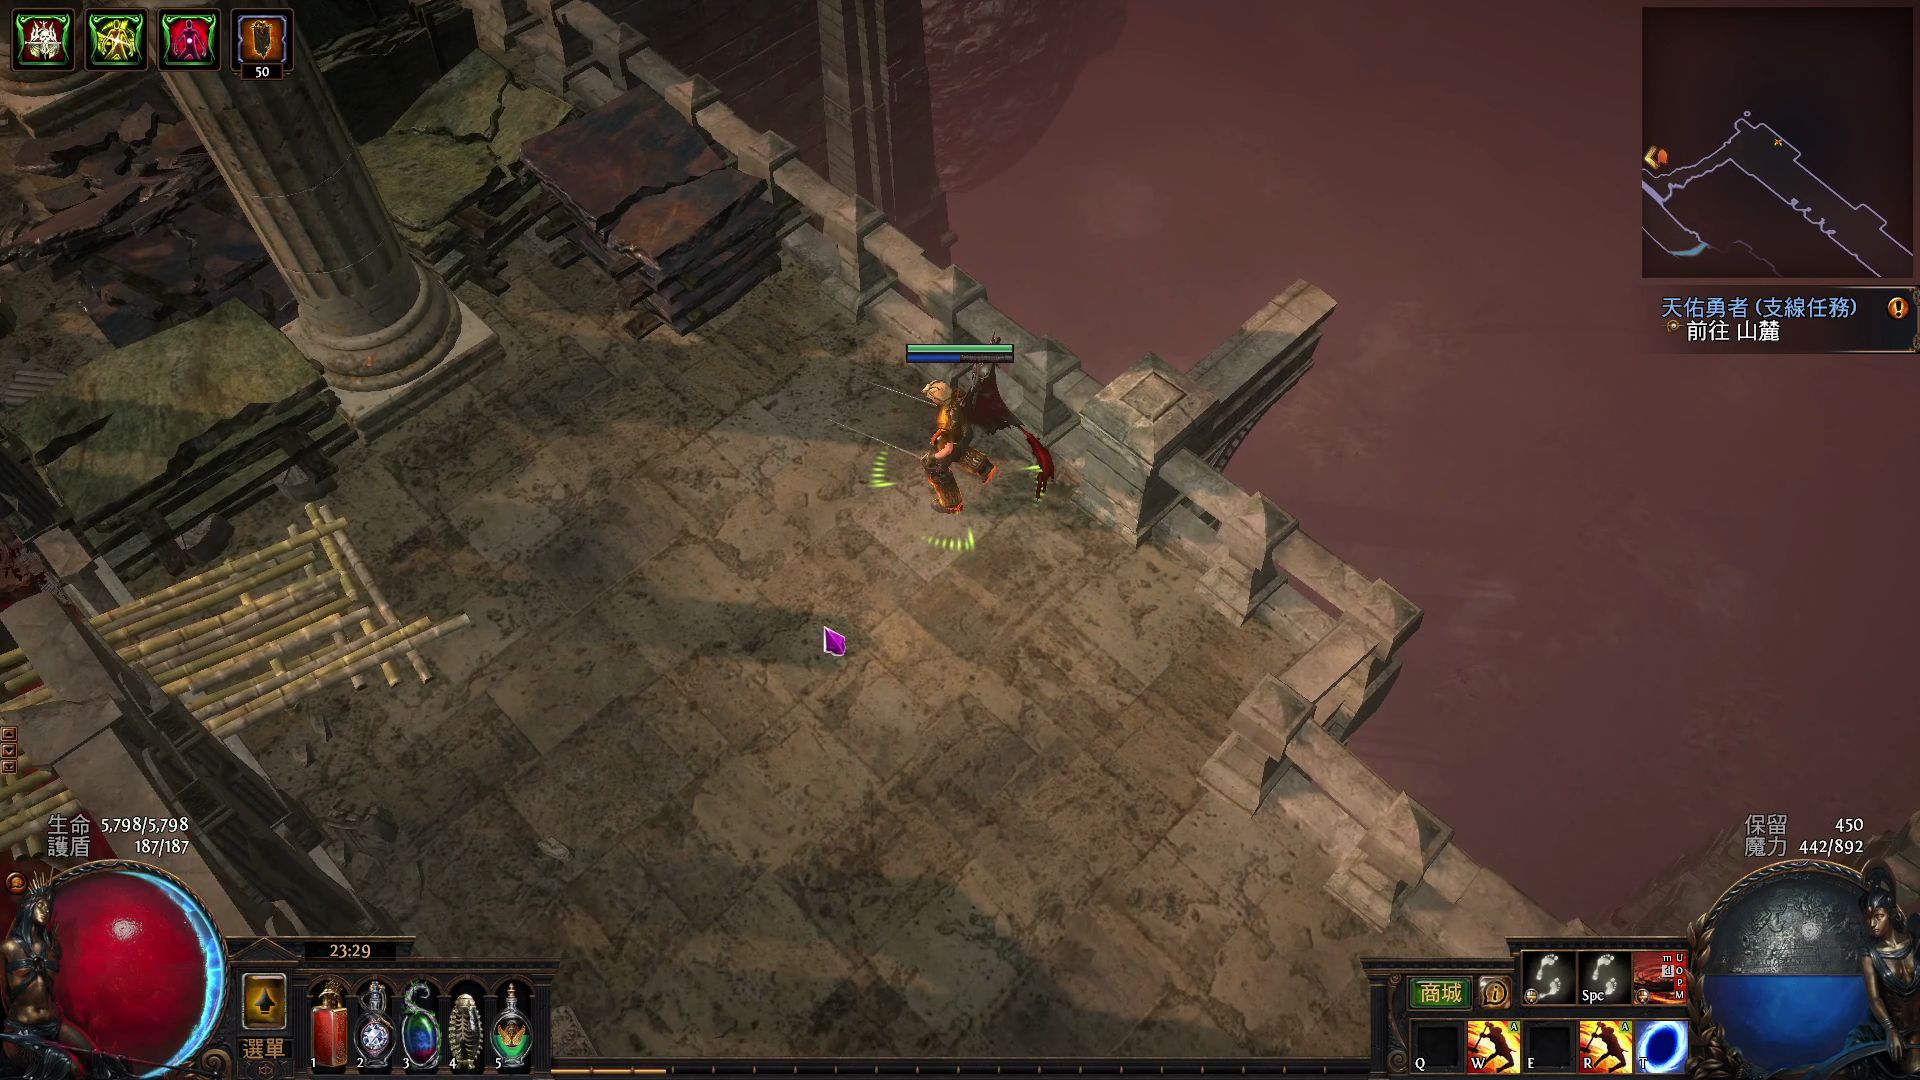 50
天佑勇者 (支線任務)
前往 山麓
生命 5,798/5,798
護盾 187/187
保留 450
魔力 442/892
23:29
選單
1 2 3 4 5
商城
Spc
m U
d O
P
M
Q W A E R A T